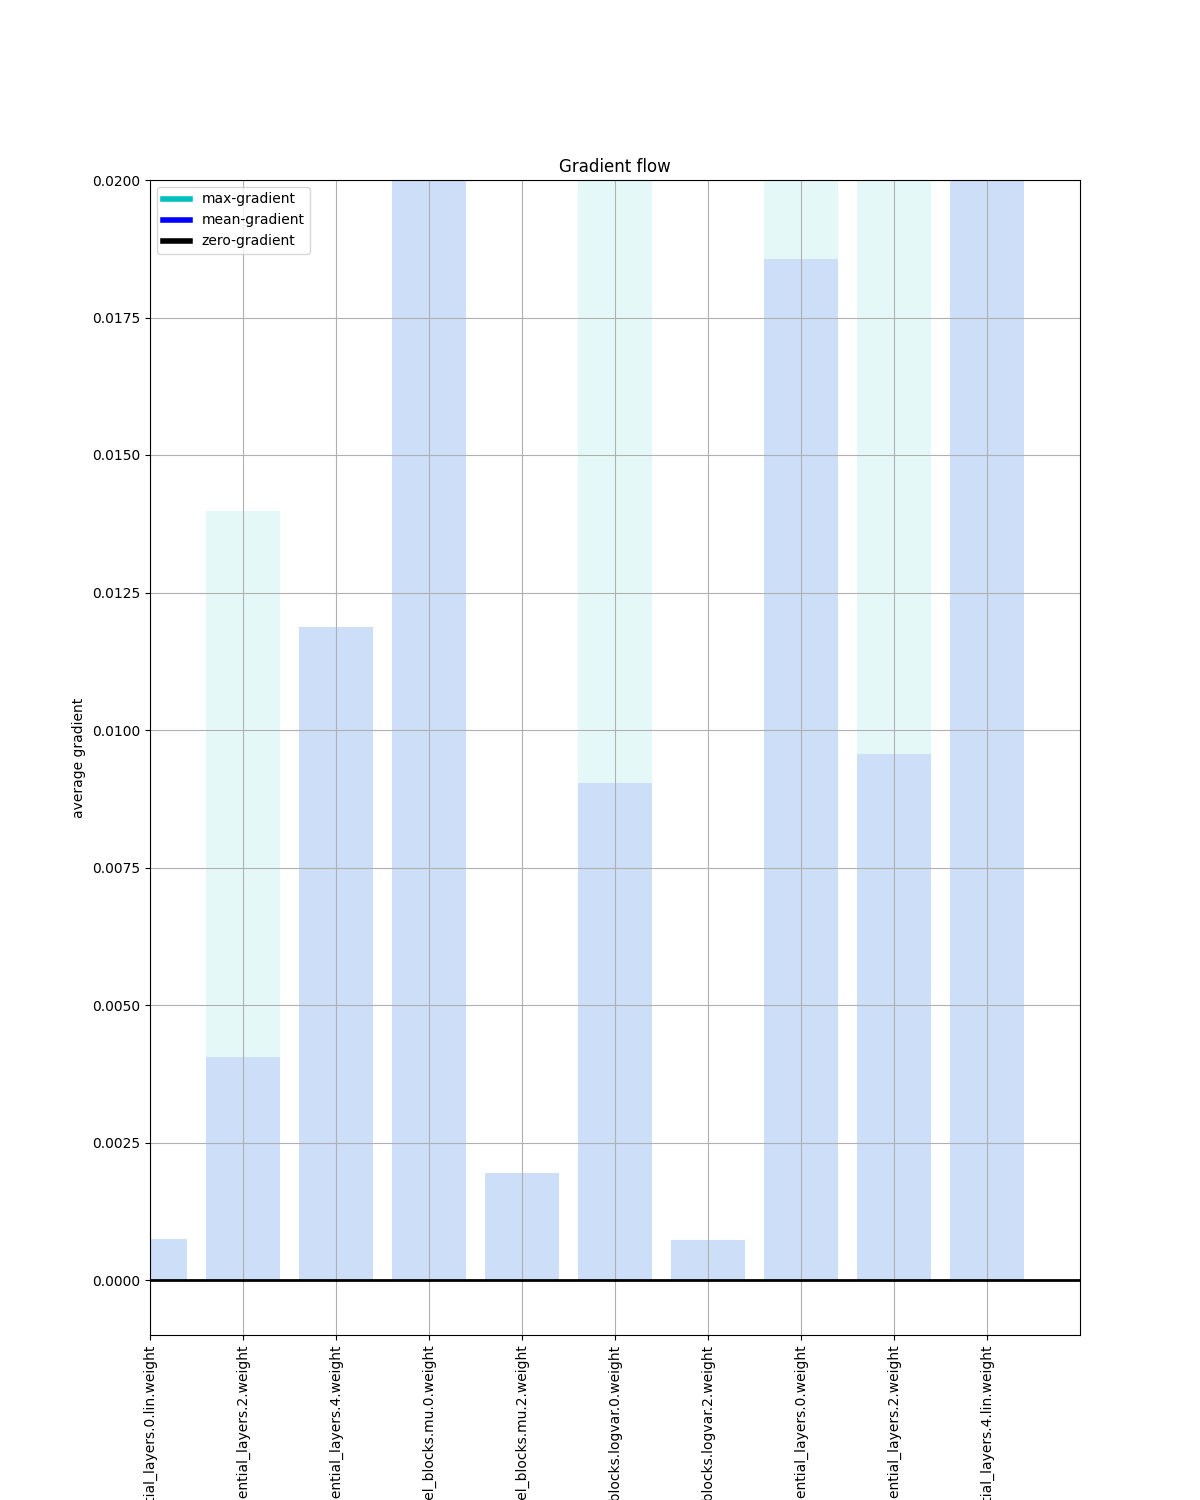 Gradient flow
max-gradient
mean-gradient
zero-gradient
0.0200
0.0175
0.0150
0.0125
0.0100
0.0075
0.0050
0.0025
0.0000
average gradient
tial_layers.0.lin.weight
ential_layers.2.weight
ential_layers.4.weight
el_blocks.mu.0.weight
el_blocks.mu.2.weight
blocks.logvar.0.weight
blocks.logvar.2.weight
ential_layers.0.weight
ential_layers.2.weight
tial_layers.4.lin.weight